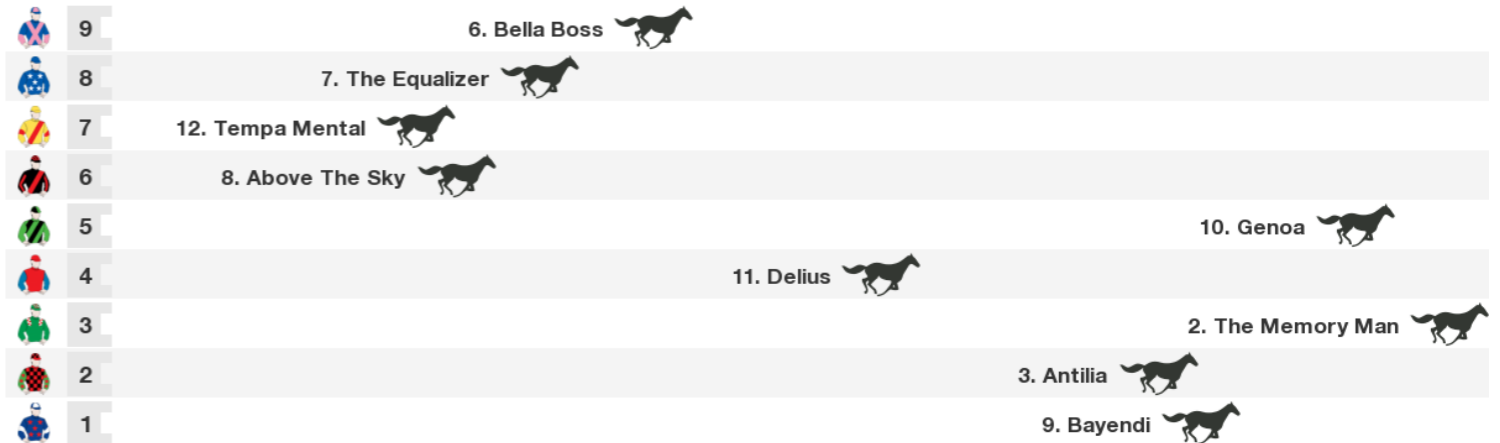 9 6. Bella Boss
8 7. The Equalizer
7 12. Tempa Mental
6 8. Above The Sky
5 10. Genoa
4 11. Delius
3 2. The Memory Man
2 3. Antilia
1 9. Bayendi